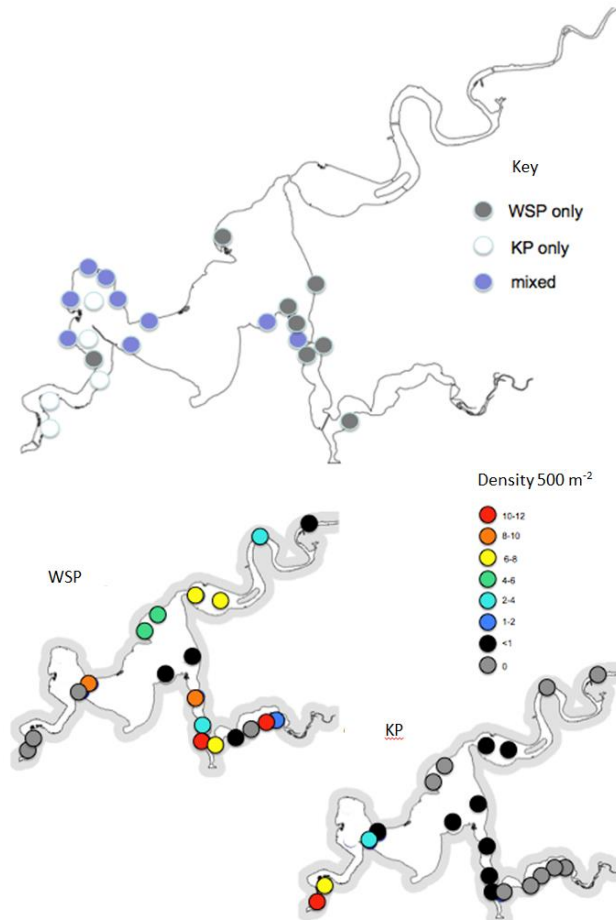 Key
WSP only
KP only
mixed
Density 500 m⁻²
10-12
8-10
6-8
4-6
2-4
1-2
<1
0
WSP
KP